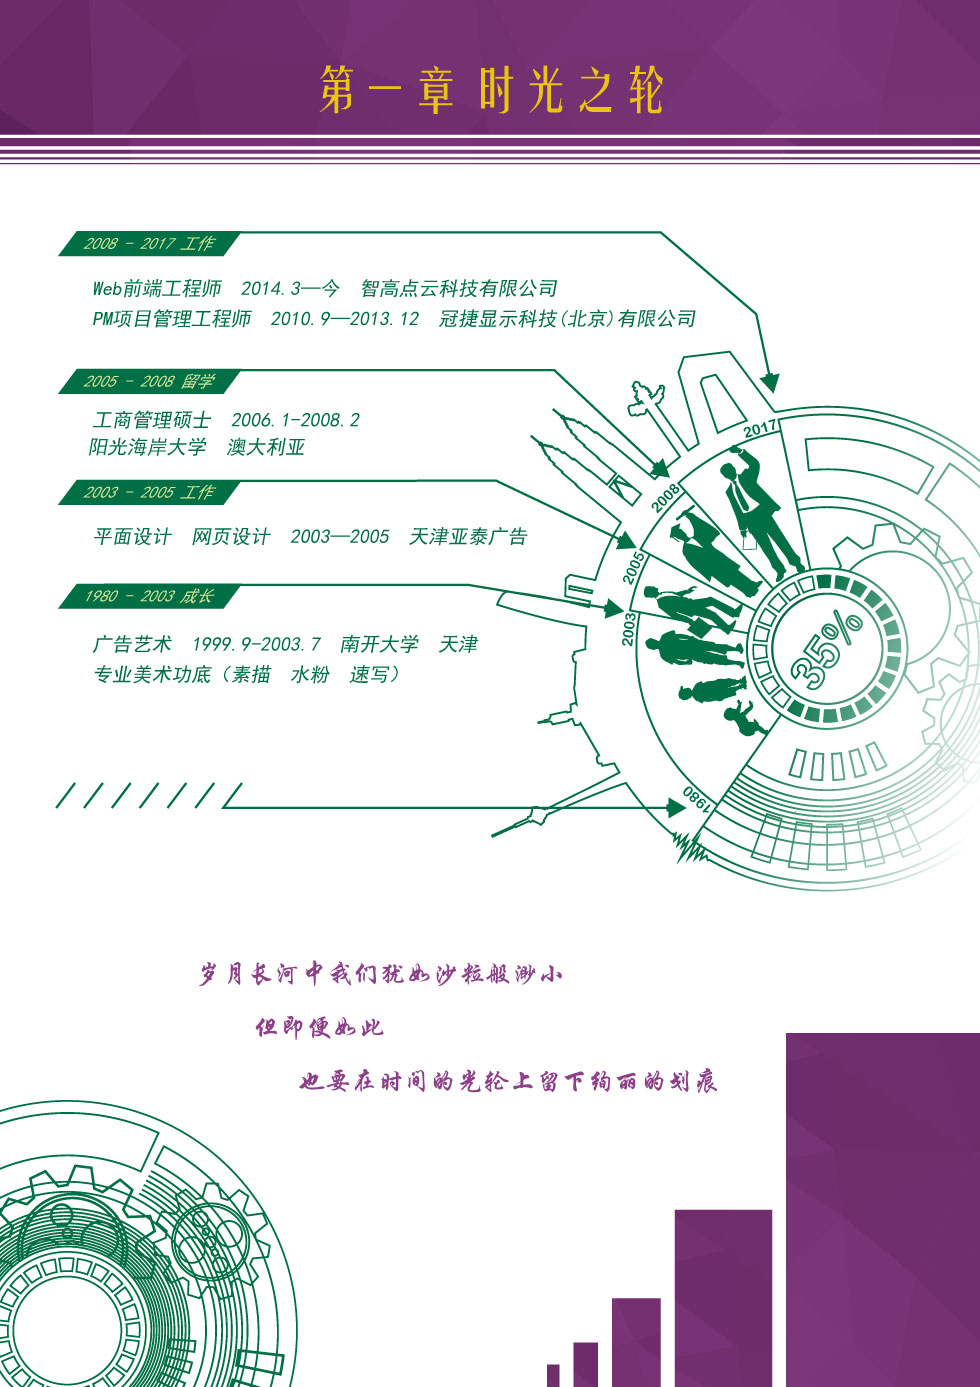 第一章 时光之轮
2008 - 2017 工作
Web前端工程师 2014.3—今 智高点云科技有限公司
PM项目管理工程师 2010.9—2013.12 冠捷显示科技(北京)有限公司
2005 - 2008 留学
工商管理硕士 2006.1-2008.2
阳光海岸大学 澳大利亚
2003 - 2005 工作
平面设计 网页设计 2003—2005 天津亚泰广告
1980 - 2003 成长
广告艺术 1999.9-2003.7 南开大学 天津
专业美术功底（素描 水粉 速写）
2017
2008
2005
2003
1980
35%
岁月长河中我们犹如沙粒般渺小
但即便如此
也要在时间的光轮上留下绚丽的划痕